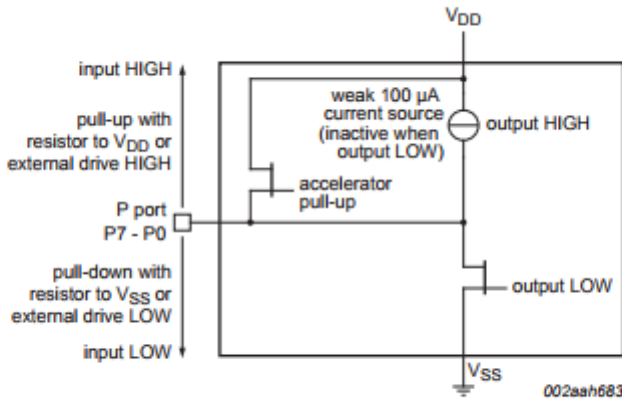 VDD
input HIGH
weak 100 µA
current source
(inactive when
output LOW)
output HIGH
pull-up with
resistor to VDD or
external drive HIGH
accelerator
pull-up
P port
P7 - P0
pull-down with
resistor to VSS or
external drive LOW
output LOW
input LOW
VSS
002aah683